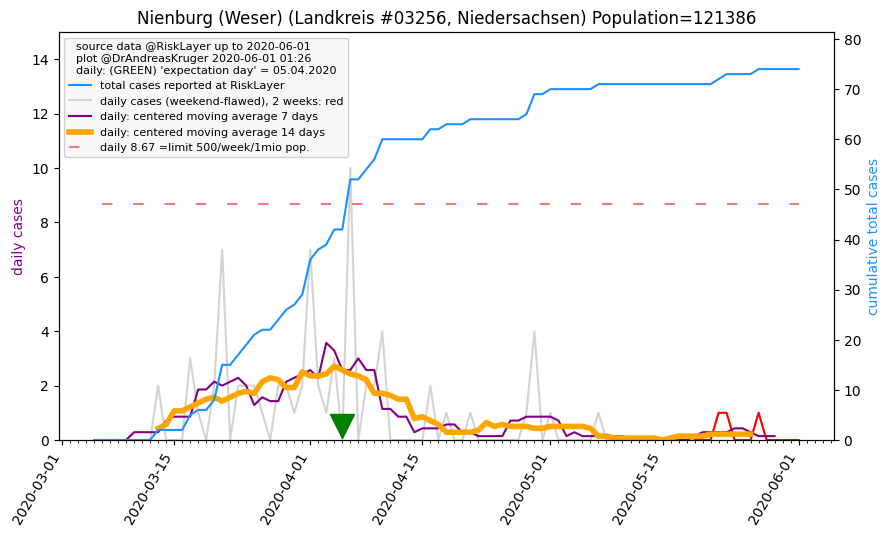 Nienburg (Weser) (Landkreis #03256, Niedersachsen) Population=121386
source data @RiskLayer up to 2020-06-01
plot @DrAndreasKruger 2020-06-01 01:26
daily: (GREEN) 'expectation day' = 05.04.2020
total cases reported at RiskLayer
daily cases (weekend-flawed), 2 weeks: red
daily: centered moving average 7 days
daily: centered moving average 14 days
daily 8.67 =limit 500/week/1mio pop.
daily cases
14
12
10
8
6
4
2
0
cumulative total cases
80
70
60
50
40
30
20
10
0
2020-03-01
2020-03-15
2020-04-01
2020-04-15
2020-05-01
2020-05-15
2020-06-01